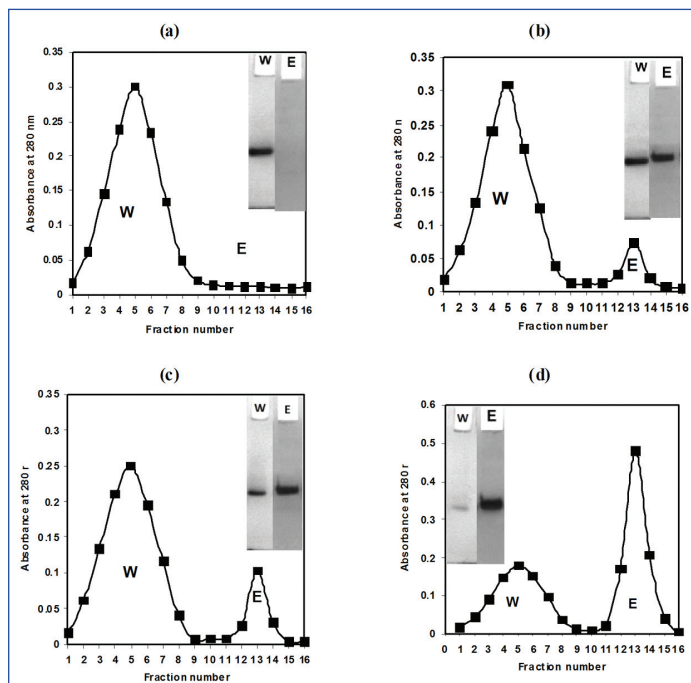 (a)
W E
0.35
0.3
0.25
0.2
0.15
0.1
0.05
0
Absorbance at 280 nm
W
E
1 2 3 4 5 6 7 8 9 10 11 12 13 14 15 16
Fraction number
(b)
W E
0.35
0.3
0.25
0.2
0.15
0.1
0.05
0
Absorbance at 280 n
W
E
1 2 3 4 5 6 7 8 9 10 11 12 13 14 15 16
Fraction number
(c)
W E
0.35
0.3
0.25
0.2
0.15
0.1
0.05
0
Absorbance at 280 r
W
E
1 2 3 4 5 6 7 8 9 10 11 12 13 14 15 16
Fraction number
(d)
W E
0.6
0.5
0.4
0.3
0.2
0.1
0
Absorbance at 280 r
W
E
0 1 2 3 4 5 6 7 8 9 10 11 12 13 14 15 16
Fraction number